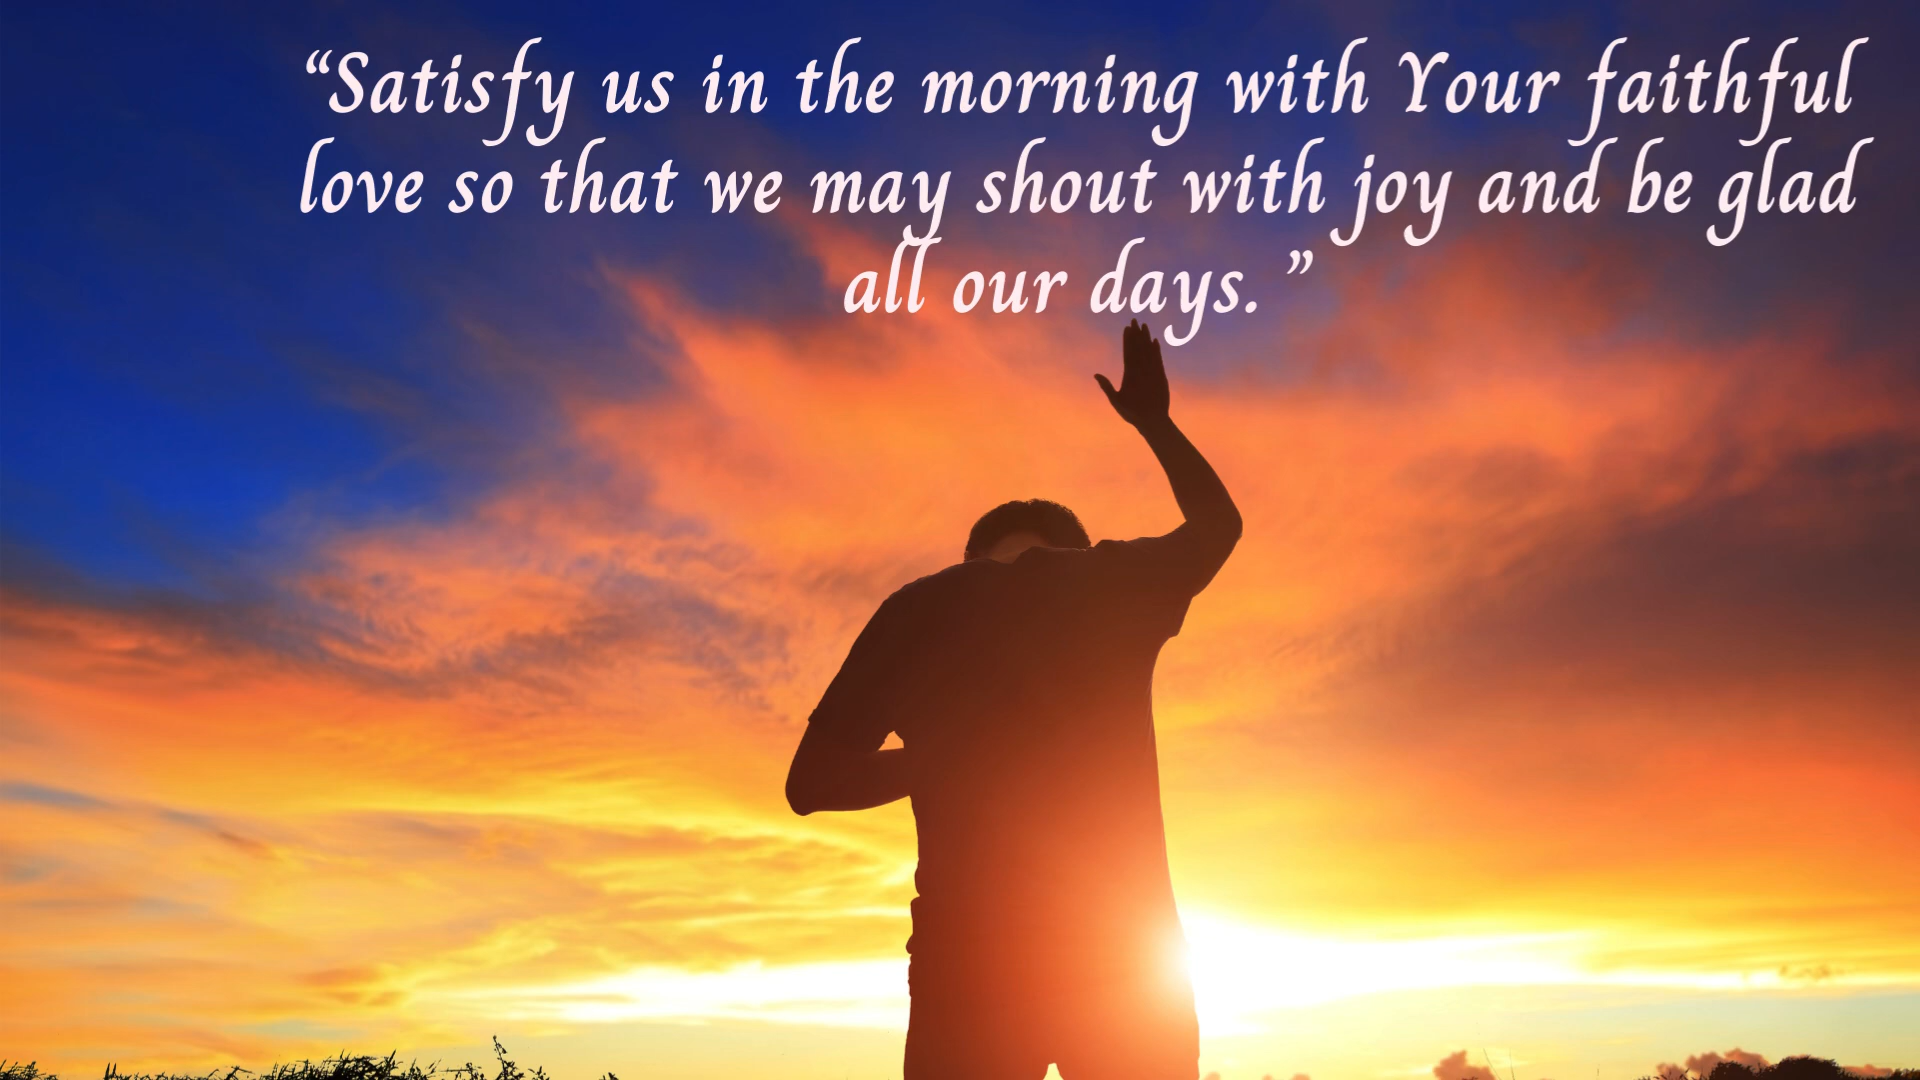 “Satisfy us in the morning with Your faithful
love so that we may shout with joy and be glad
all our days. ”